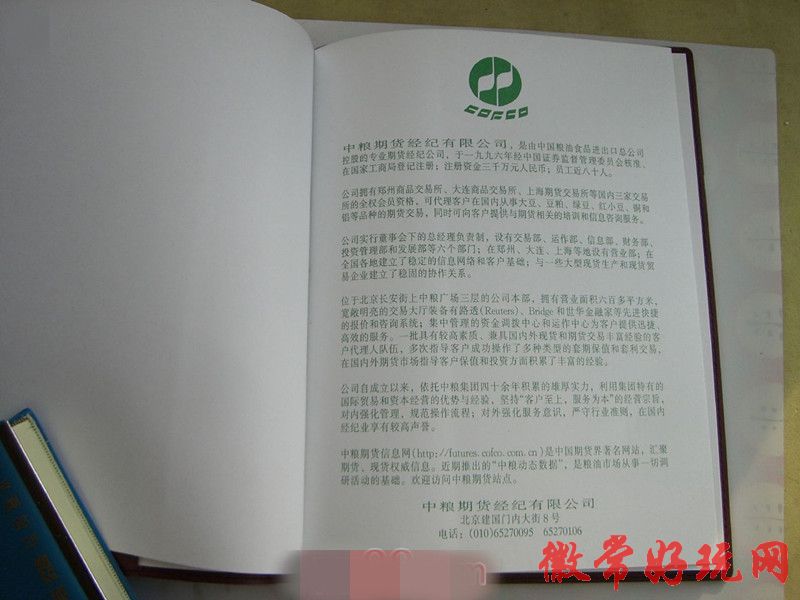 COFCO
中粮期货经纪有限公司，是由中国粮油食品进出口总公司
控股的专业期货经纪公司，于一九九六年经中国证券监督管理委员会核准、
在国家工商局登记注册；注册资金三千万元人民币；员工近八十人。
公司拥有郑州商品交易所、大连商品交易所、上海期货交易所等国内三家交易
所的全权会员资格，可代理客户在国内从事大豆、豆粕、绿豆、红小豆、铜和
铝等品种的期货交易，同时可向客户提供与期货相关的培训和信息咨询服务。
公司实行董事会下的总经理负责制，设有交易部、运作部、信息部、财务部、
投资管理部和发展部等六个部门；在郑州、大连、上海等地设有营业部；在
全国各地建立了稳定的信息网络和客户基础；与一些大型现货生产和现货贸
易企业建立了稳固的协作关系。
位于北京长安街上中粮广场三层的公司本部，拥有营业面积六百多平方米，
宽敞明亮的交易大厅装备有路透(Reuters)、Bridge和世华金融家等先进快捷
的报价和咨询系统；集中管理的资金调拨中心和运作中心为客户提供迅捷、
高效的服务。一批具有较高素质、兼具国内外现货和期货交易丰富经验的客
户代理人队伍，多次指导客户成功操作了多种类型的套期保值和套利交易，
在国内外期货市场指导客户保值和投资方面积累了丰富的经验。
公司自成立以来，依托中粮集团四十余年积累的雄厚实力，利用集团特有的
国际贸易和资本经营的优势与经验，坚持“客户至上，服务为本”的经营宗旨，
对内强化管理，规范操作流程；对外强化服务意识，严守行业准则，在国内
经纪业享有较高声誉。
中粮期货信息网(http://futures.cofco.com.cn)是中国期货界著名网站，汇聚
期货、现货权威信息。近期推出的“中粮动态数据”，是粮油市场从事一切调
研活动的基础。欢迎访问中粮期货站点。
中粮期货经纪有限公司
北京建国门内大街8号
电话：(010)65270095 65270106
徽常好玩网